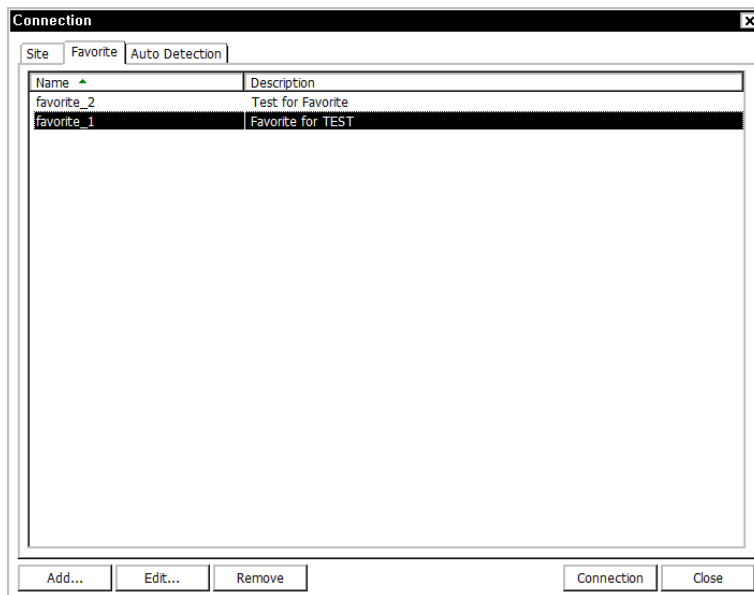 Connection
Site Favorite Auto Detection
Name Description
favorite_2 Test for Favorite
favorite_1 Favorite for TEST
Add... Edit... Remove Connection Close